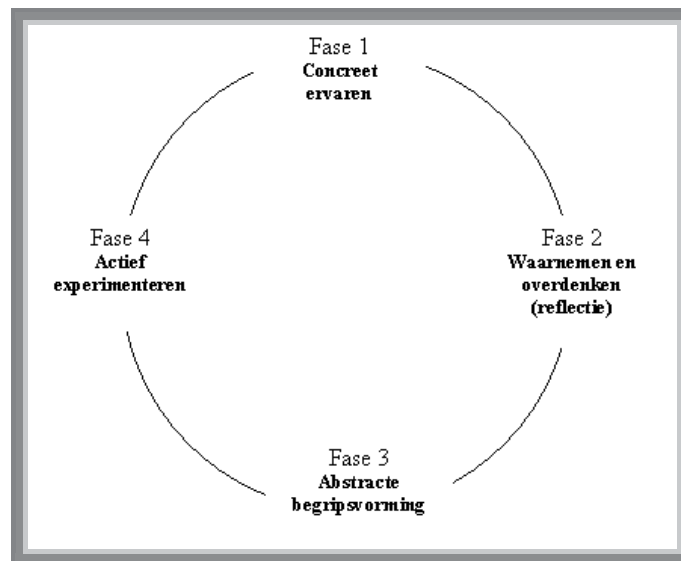 Fase 1
Concreet
ervaren
Fase 2
Waarnemen en
overdenken
(reflectie)
Fase 3
Abstracte
begripsvorming
Fase 4
Actief
experimenteren